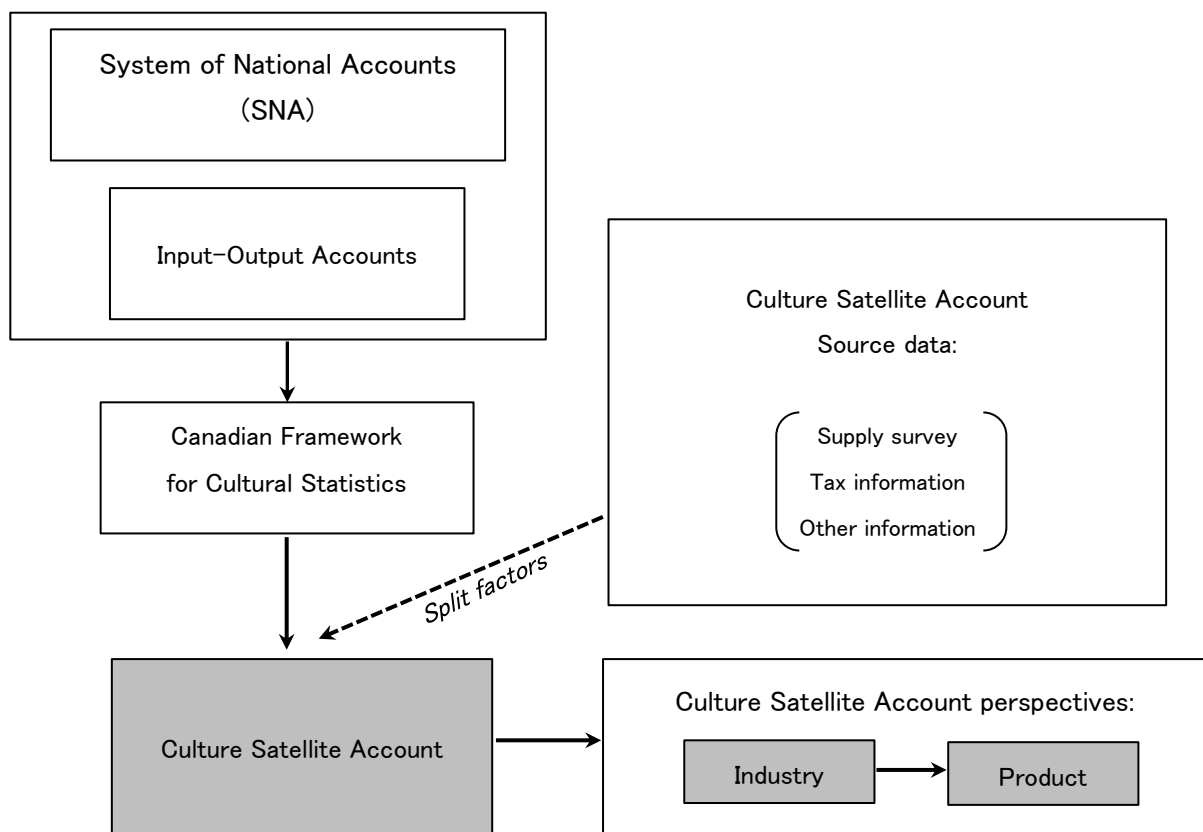 System of National Accounts
(SNA)
Input-Output Accounts
Canadian Framework
for Cultural Statistics
Culture Satellite Account
Source data:
Supply survey
Tax information
Other information
Split factors
Culture Satellite Account
Culture Satellite Account perspectives:
Industry
Product